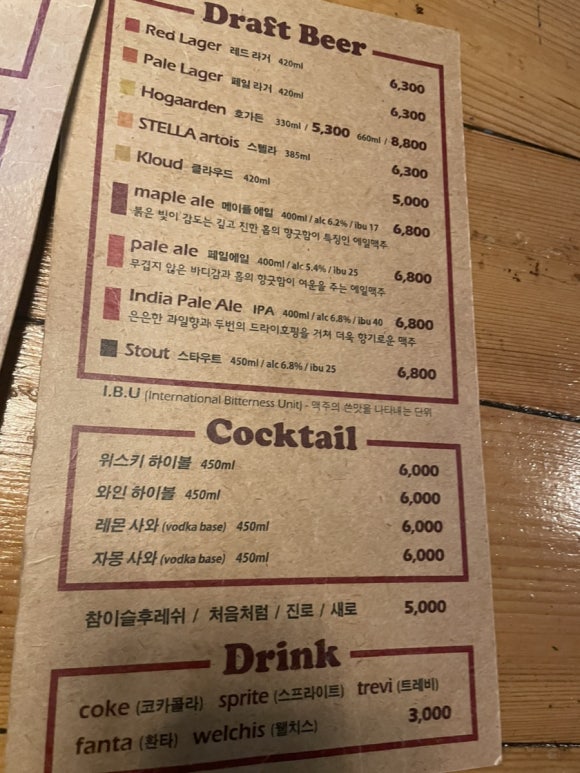 Draft Beer
Red Lager 레드 라거 420ml 6,300
Pale Lager 페일 라거 420ml 6,300
Hogaarden 호가든 330ml / 5,300 660ml / 8,800
STELLA artois 스텔라 385ml 6,300
Kloud 클라우드 420ml 5,000
maple ale 메이플 에일 400ml / alc 6.2% / ibu 17 6,800
붉은 빛이 감도는 깊고 진한 홉의 향긋함이 특징인 에일맥주
pale ale 페일에일 400ml / alc 5.4% / ibu 25 6,800
무겁지 않은 바디감과 홉의 향긋함이 여운을 주는 에일맥주
India Pale Ale IPA 400ml / alc 6.8% / ibu 40 6,800
은은한 과일향과 두번의 드라이호핑을 거쳐 더욱 향기로운 맥주
Stout 스타우트 450ml / alc 6.8% / ibu 25 6,800
I.B.U (International Bitterness Unit) - 맥주의 쓴맛을 나타내는 단위
Cocktail
위스키 하이볼 450ml 6,000
와인 하이볼 450ml 6,000
레몬 사와 (vodka base) 450ml 6,000
자몽 사와 (vodka base) 450ml 6,000
참이슬후레쉬 / 처음처럼 / 진로 / 새로 5,000
Drink
coke (코카콜라) sprite (스프라이트) trevi (트레비)
fanta (환타) welchis (웰치스) 3,000